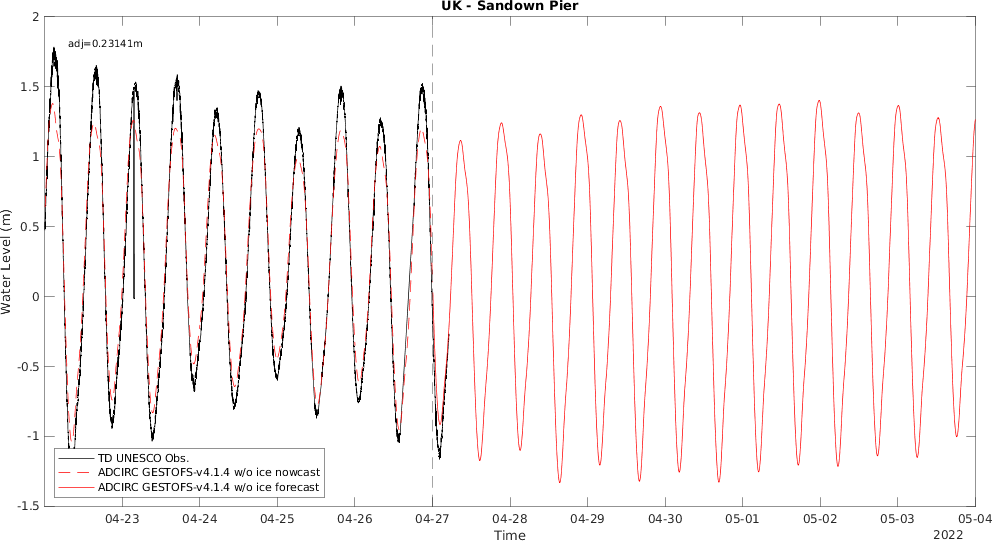 UK - Sandown Pier
adj=0.23141m
Water Level (m)
2
1.5
1
0.5
0
-0.5
-1
-1.5
TD UNESCO Obs.
ADCIRC GESTOFS-v4.1.4 w/o ice nowcast
ADCIRC GESTOFS-v4.1.4 w/o ice forecast
04-23 04-24 04-25 04-26 04-27 04-28 04-29 04-30 05-01 05-02 05-03 05-04
Time
2022